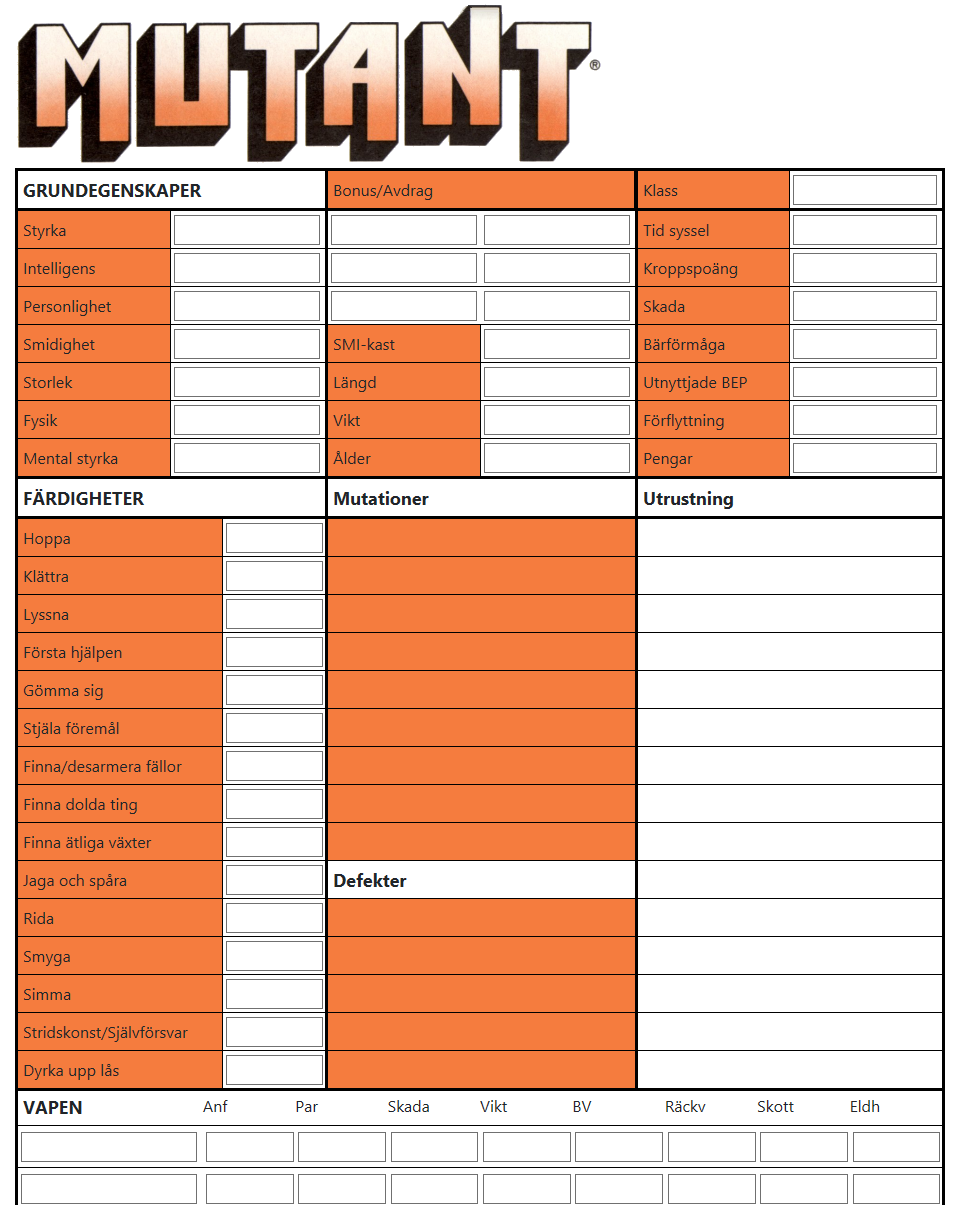 MUTANT®
GRUNDEGENSKAPER Bonus/Avdrag Klass
Styrka Tid syssel
Intelligens Kroppspoäng
Personlighet Skada
Smidighet SMI-kast Bärförmåga
Storlek Längd Utnyttjade BEP
Fysik Vikt Förflyttning
Mental styrka Ålder Pengar
FÄRDIGHETER Mutationer Utrustning
Hoppa
Klättra
Lyssna
Första hjälpen
Gömma sig
Stjäla föremål
Finna/desarmera fällor
Finna dolda ting
Finna ätliga växter
Jaga och spåra Defekter
Rida
Smyga
Simma
Stridskonst/Självförsvar
Dyrka upp lås
VAPEN Anf Par Skada Vikt BV Räckv Skott Eldh